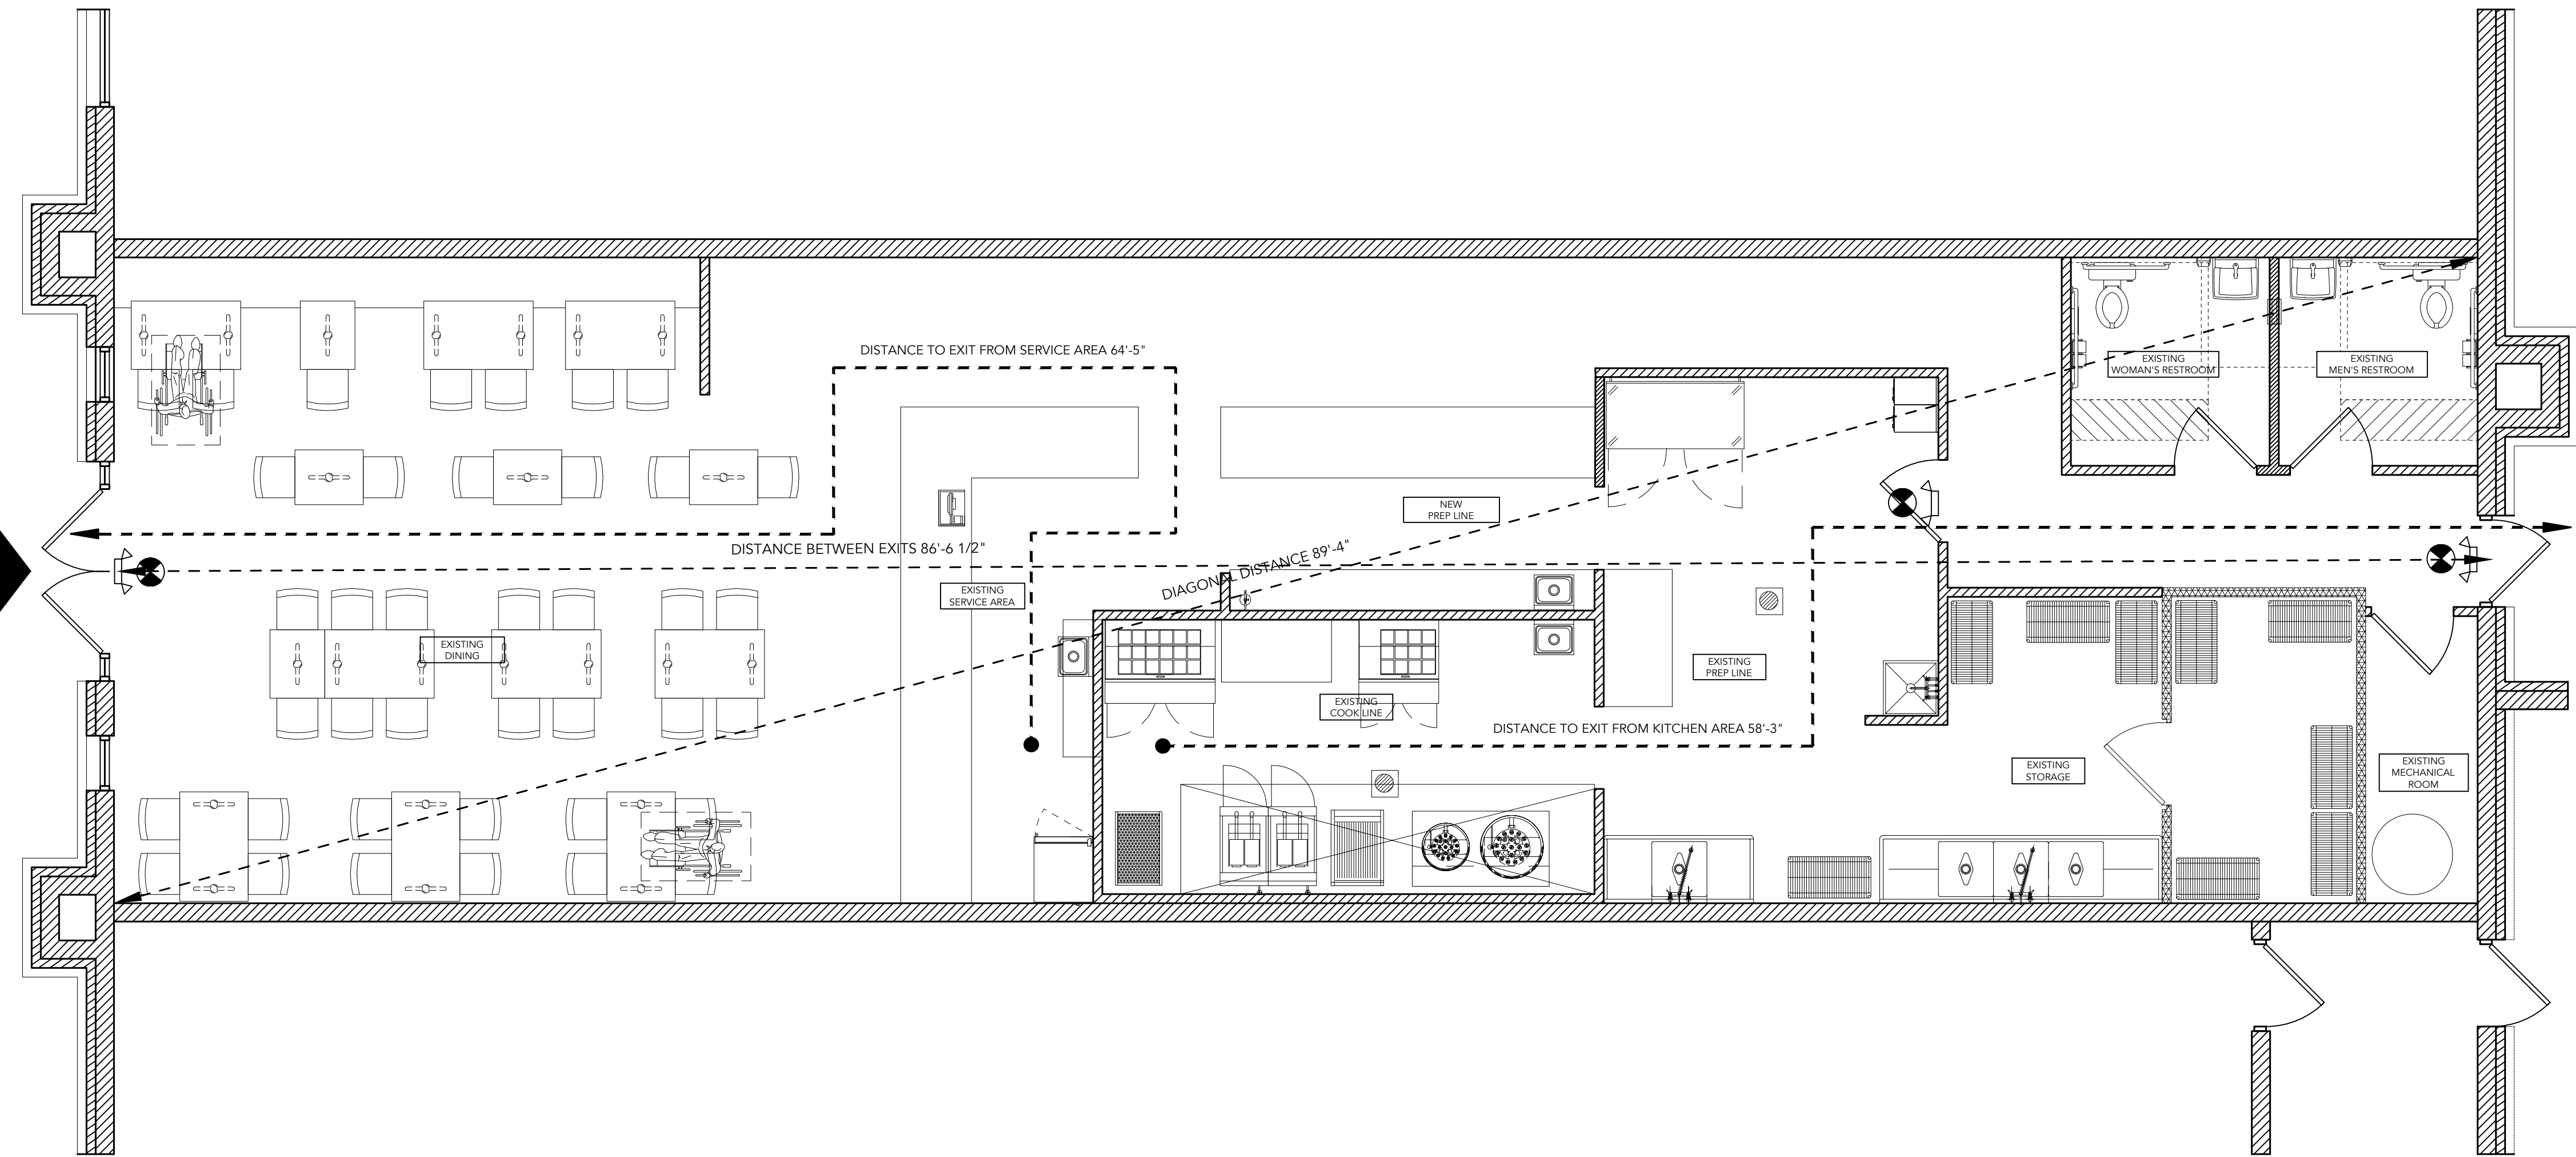 DISTANCE TO EXIT FROM SERVICE AREA 64'-5"
EXISTING
WOMAN'S RESTROOM
EXISTING
MEN'S RESTROOM
NEW
PREP LINE
DISTANCE BETWEEN EXITS 86'-6 1/2"
DIAGONAL DISTANCE 89'-4"
EXISTING
SERVICE AREA
EXISTING
DINING
EXISTING
PREP LINE
EXISTING
COOK LINE
DISTANCE TO EXIT FROM KITCHEN AREA 58'-3"
EXISTING
STORAGE
EXISTING
MECHANICAL
ROOM